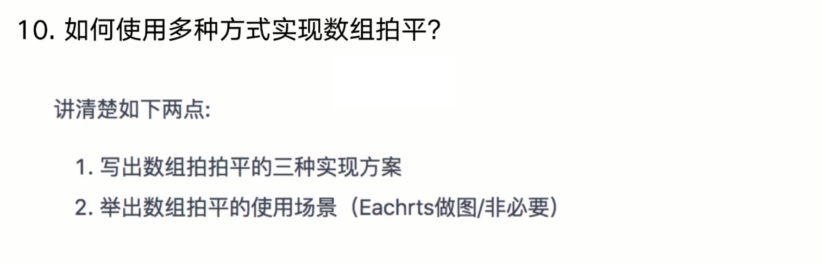 10. 如何使用多种方式实现数组拍平?
讲清楚如下两点:
1. 写出数组拍拍平的三种实现方案
2. 举出数组拍平的使用场景（Eachrts做图/非必要）